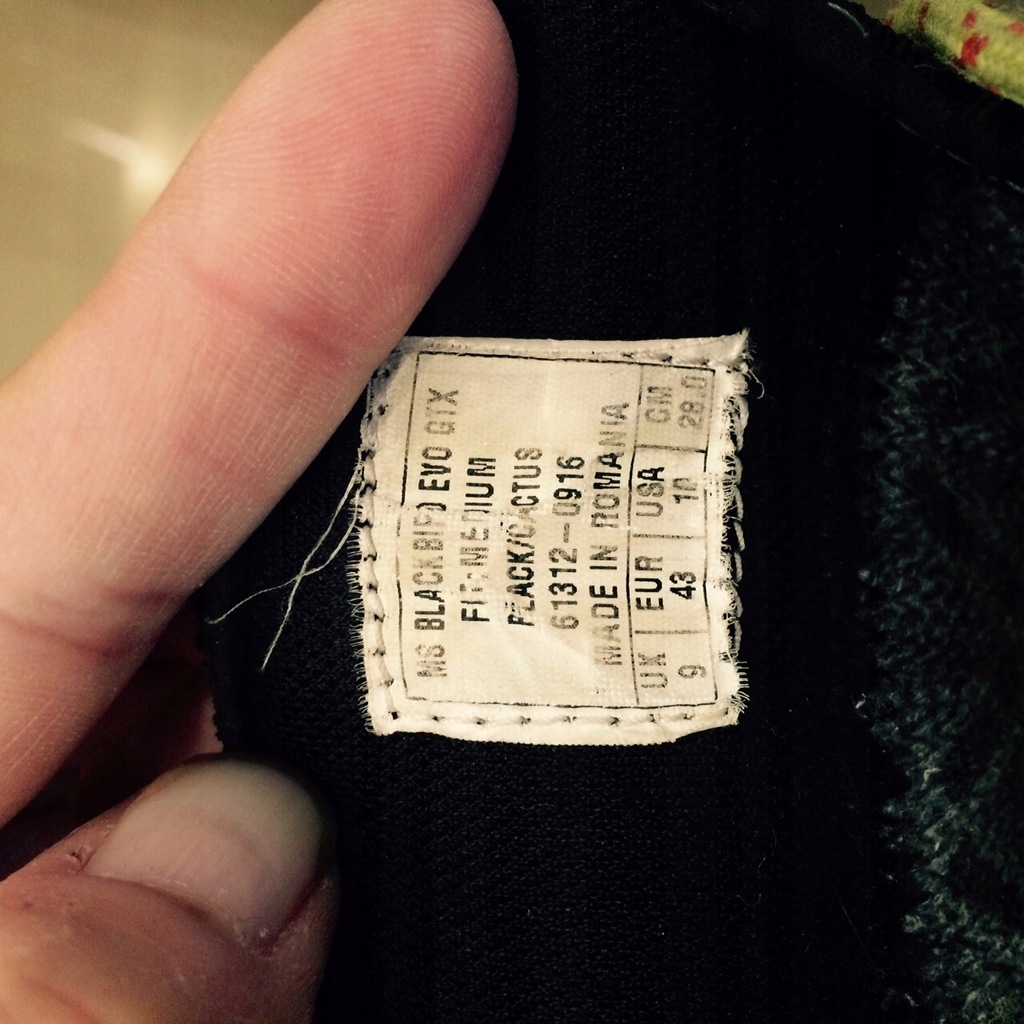 MS BLACKBIRD EVO GTX
FIT: MEDIUM
BLACK/CACTUS
61312-0916
MADE IN ROMANIA
UK | EUR | USA | CM
9 | 43 | 10 | 28.0